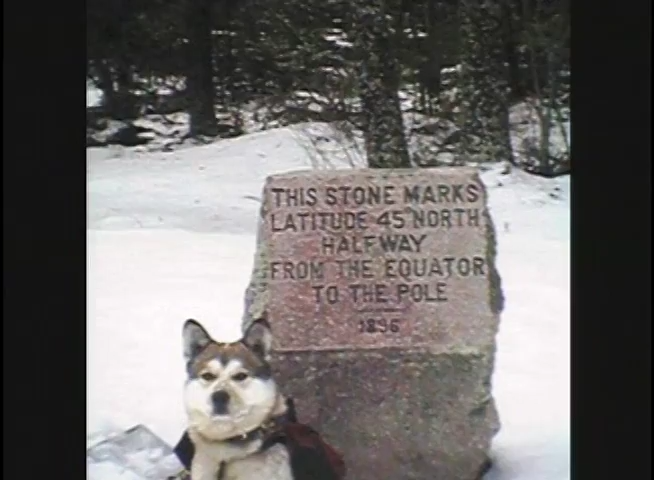 THIS STONE MARKS
LATITUDE 45° NORTH
HALFWAY
FROM THE EQUATOR
TO THE POLE
1896